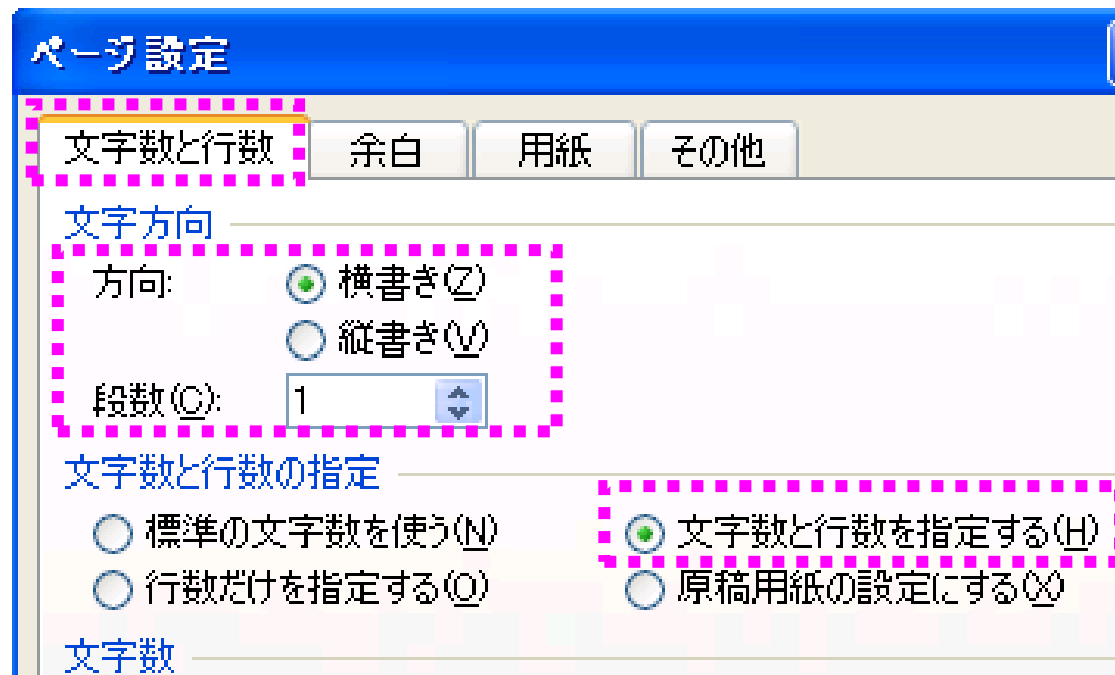 ページ設定
文字数と行数 余白 用紙 その他
文字方向
方向: 横書き(Z)
縦書き(V)
段数(C): 1
文字数と行数の指定
標準の文字数を使う(N) 文字数と行数を指定する(H)
行数だけを指定する(O) 原稿用紙の設定にする(X)
文字数